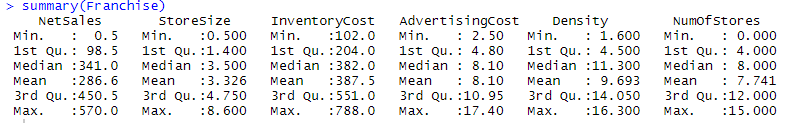 > summary(Franchise)
NetSales StoreSize InventoryCost AdvertisingCost Density NumOfStores
Min. : 0.5 Min. :0.500 Min. :102.0 Min. : 2.50 Min. : 1.600 Min. : 0.000
1st Qu.: 98.5 1st Qu.:1.400 1st Qu.:204.0 1st Qu.: 4.80 1st Qu.: 4.500 1st Qu.: 4.000
Median :341.0 Median :3.500 Median :382.0 Median : 8.10 Median :11.300 Median : 8.000
Mean :286.6 Mean :3.326 Mean :387.5 Mean : 8.10 Mean : 9.693 Mean : 7.741
3rd Qu.:450.5 3rd Qu.:4.750 3rd Qu.:551.0 3rd Qu.:10.95 3rd Qu.:14.050 3rd Qu.:12.000
Max. :570.0 Max. :8.600 Max. :788.0 Max. :17.40 Max. :16.300 Max. :15.000